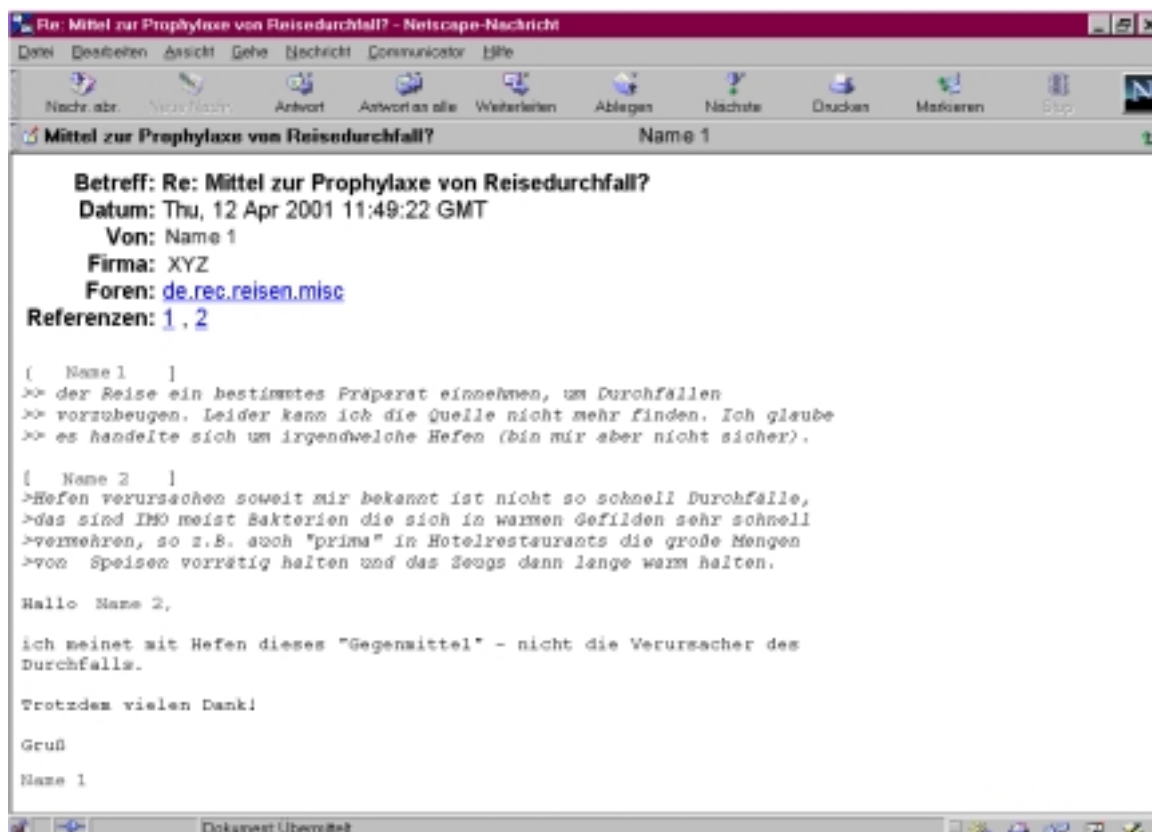 Re: Mittel zur Prophylaxe von Reisedurchfall? - Netscape-Nachricht
Datei Bearbeiten Ansicht Gehe Nachricht Communicator Hilfe
Nachr. abr. Neue Nachr. Antwort Antwort an alle Weiterleiten Ablegen Nächste Drucken Markieren Stop N
Mittel zur Prophylaxe von Reisedurchfall? Name 1
Betreff: Re: Mittel zur Prophylaxe von Reisedurchfall?
Datum: Thu, 12 Apr 2001 11:49:22 GMT
Von: Name 1
Firma: XYZ
Foren: de.rec.reisen.misc
Referenzen: 1 , 2
[ Name 1 ]
>> der Reise ein bestimmtes Präparat einnehmen, um Durchfällen
>> vorzubeugen. Leider kann ich die Quelle nicht mehr finden. Ich glaube
>> es handelte sich um irgendwelche Hefen (bin mir aber nicht sicher).
[ Name 2 ]
>Hefen verursachen soweit mir bekannt ist nicht so schnell Durchfälle,
>das sind IMO meist Bakterien die sich in warmen Gefilden sehr schnell
>vermehren, so z.B. auch "prima" in Hotelrestaurants die große Mengen
>von Speisen vorrätig halten und das Zeugs dann lange warm halten.
Hallo Name 2,
ich meinet mit Hefen dieses "Gegenmittel" - nicht die Verursacher des
Durchfalls.
Trotzdem vielen Dank!
Gruß
Name 1
Dokument Übermittelt